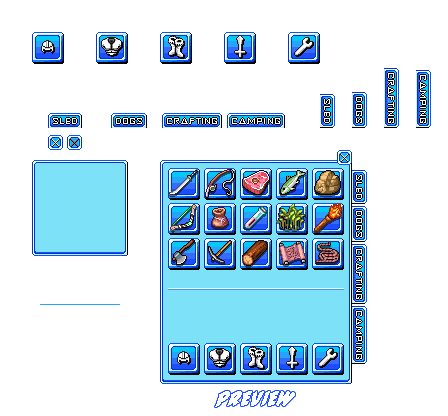 SLED DOGS CRAFTING CAMPING
SLED
DOGS
CRAFTING
CAMPING
SLED
DOGS
CRAFTING
CAMPING
PREVIEW